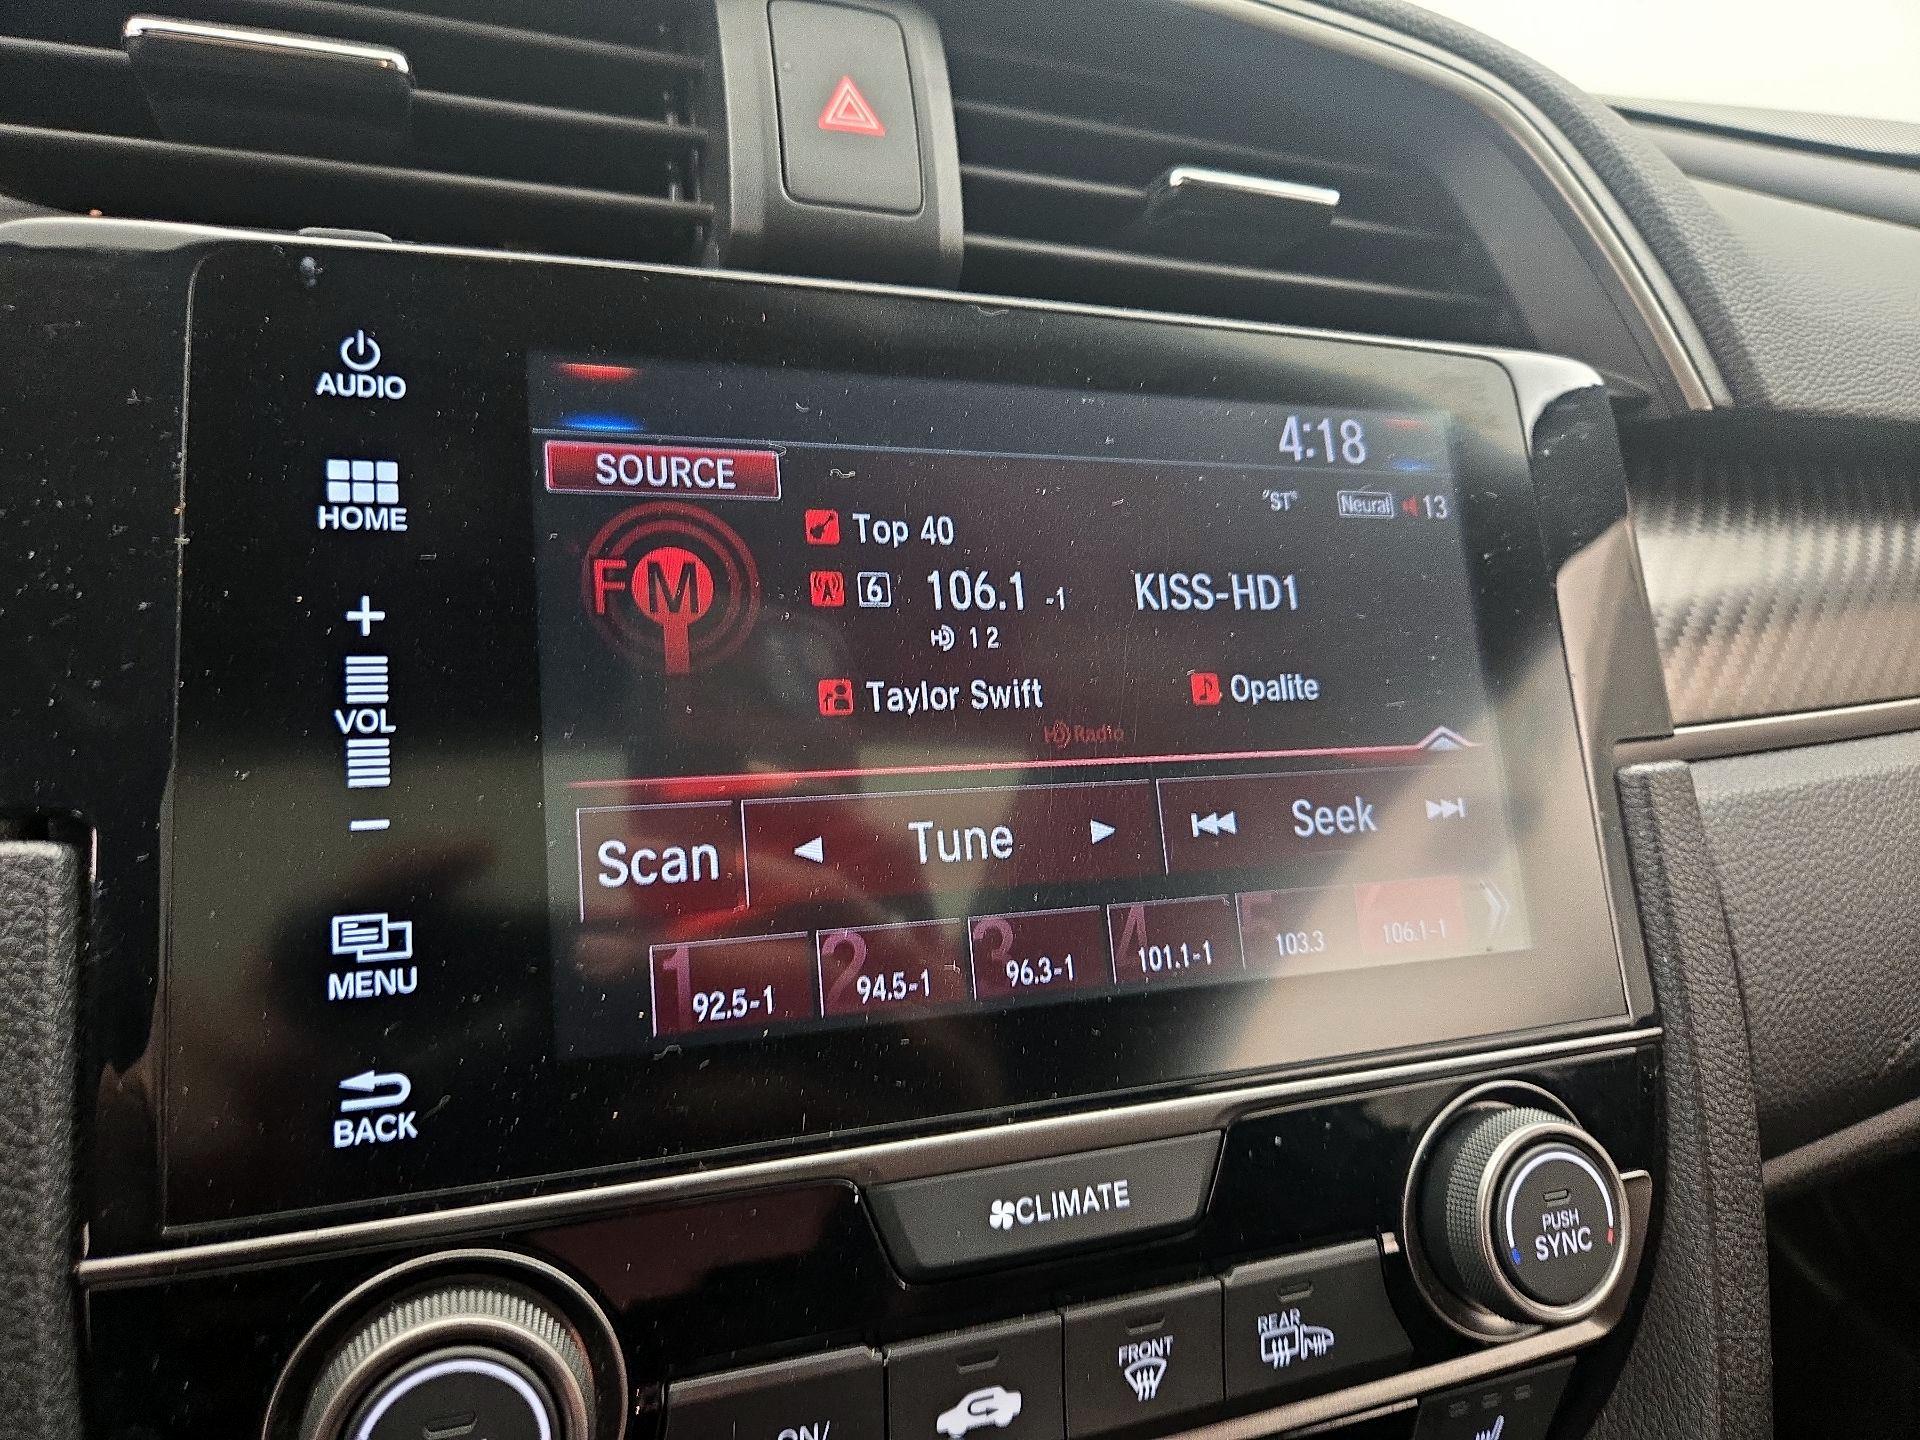 AUDIO
HOME
+
VOL
−
MENU
BACK
4:18
SOURCE
"ST" Neural 13
FM
Top 40
6 106.1 -1 KISS-HD1
HD 1 2
Taylor Swift Opalite
HD Radio
Scan Tune Seek
1 2 3 4 5
92.5-1 94.5-1 96.3-1 101.1-1 103.3 106.1-1
CLIMATE
PUSH
SYNC
ON/
FRONT
REAR